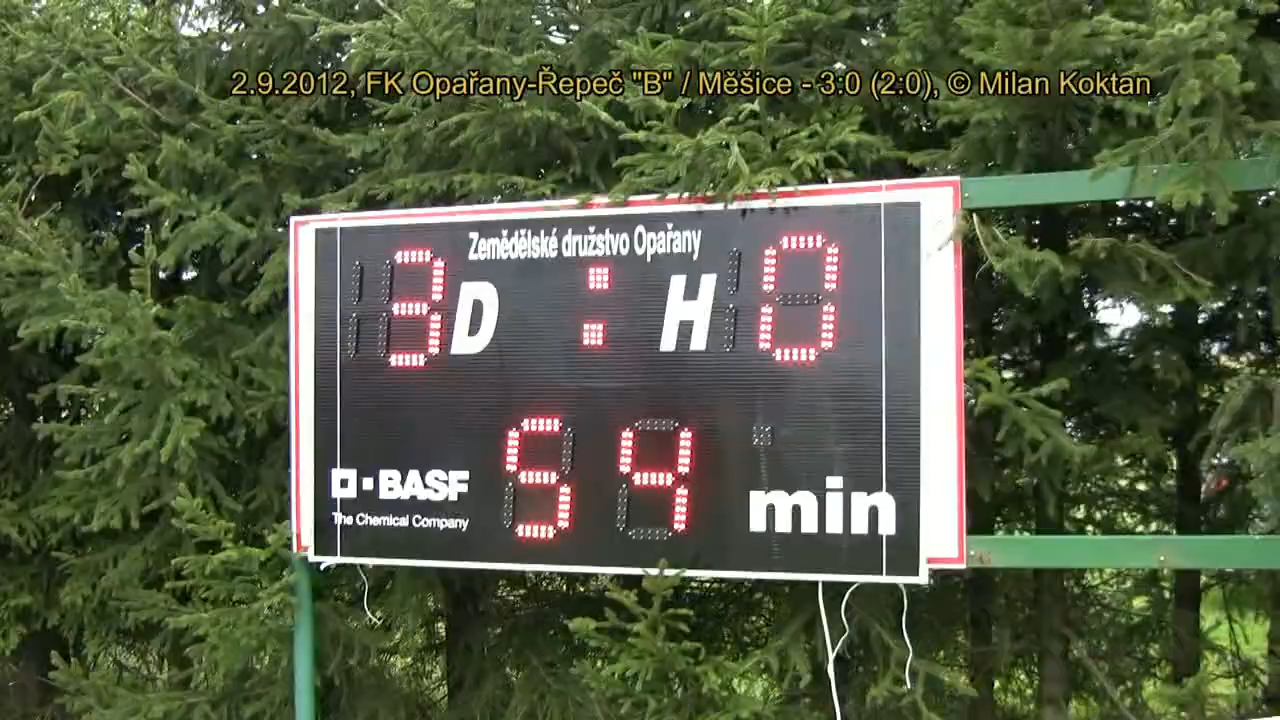 2.9.2012, FK Opařany-Řepeč "B" / Měšice - 3:0 (2:0), © Milan Koktan
Zemědělské družstvo Opařany
3 D : H 0
54 min
BASF
The Chemical Company